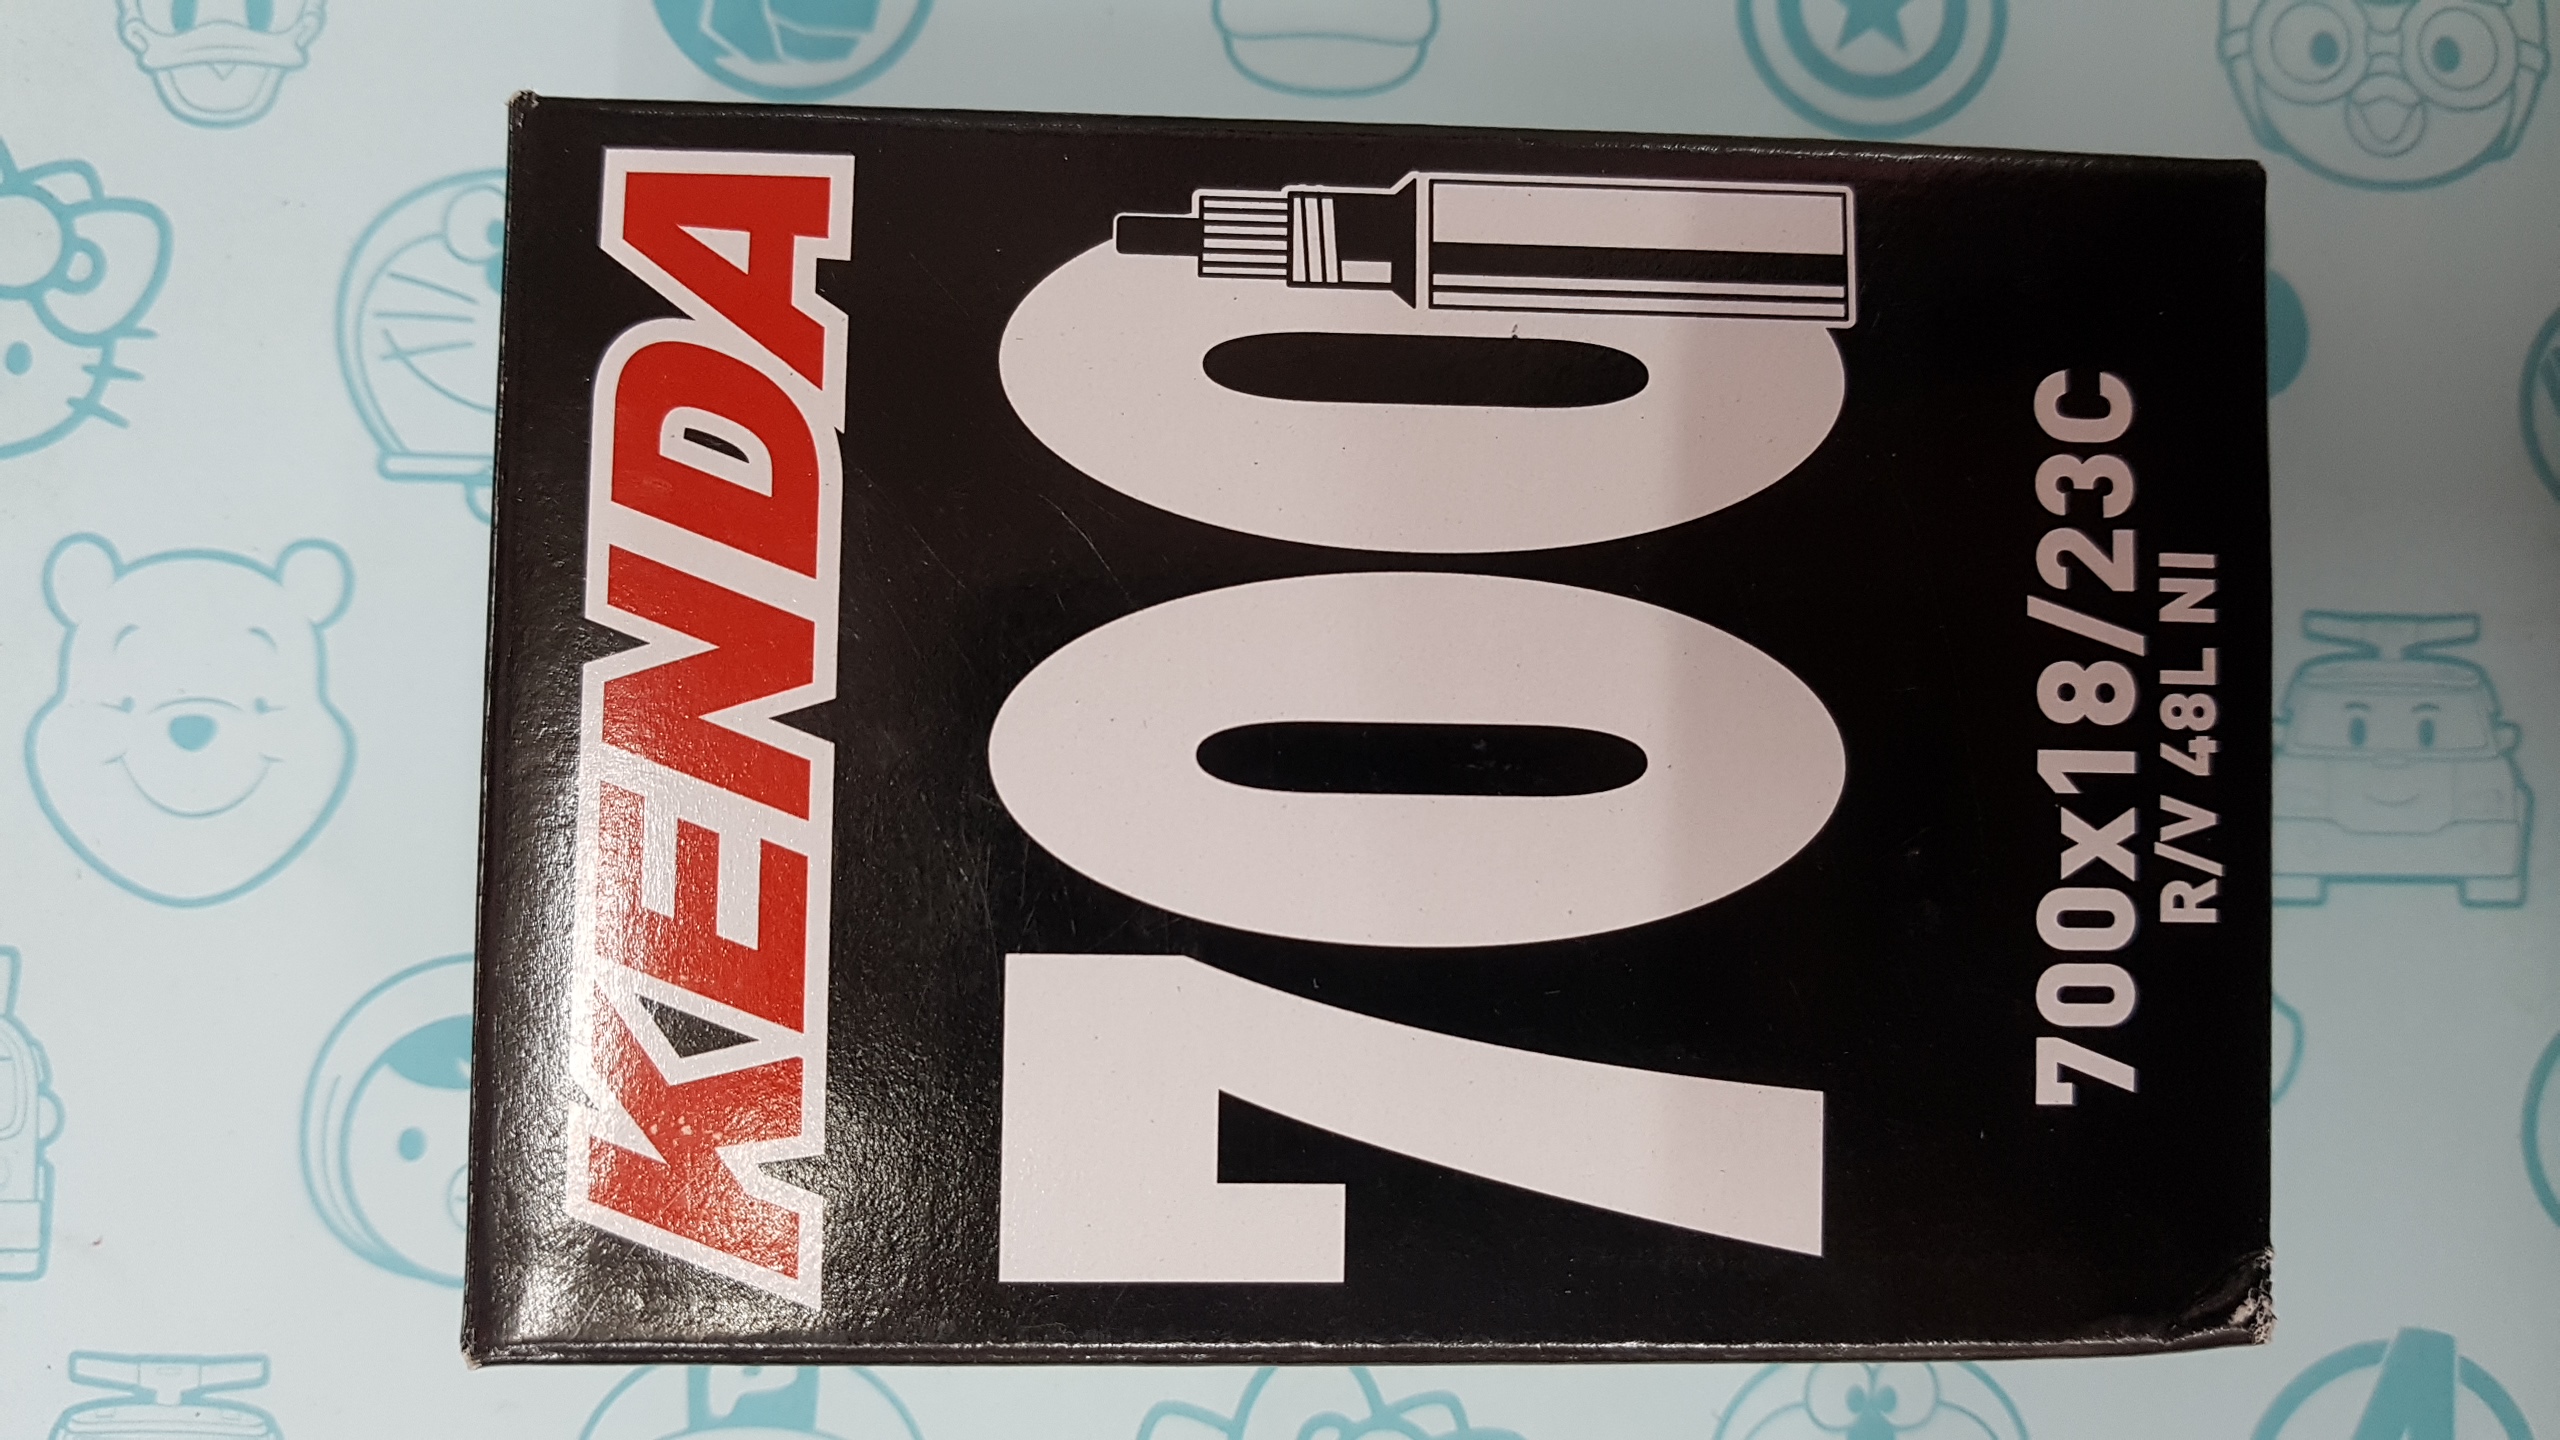 KENDA
700
700x18/23C
R/V 48L NI